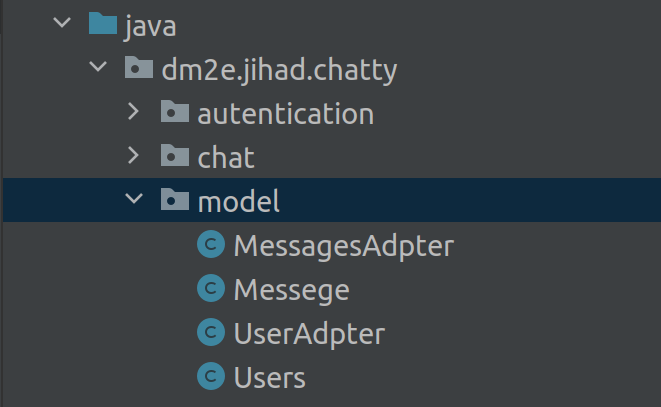 java
dm2e.jihad.chatty
autentication
chat
model
MessagesAdpter
Messege
UserAdpter
Users